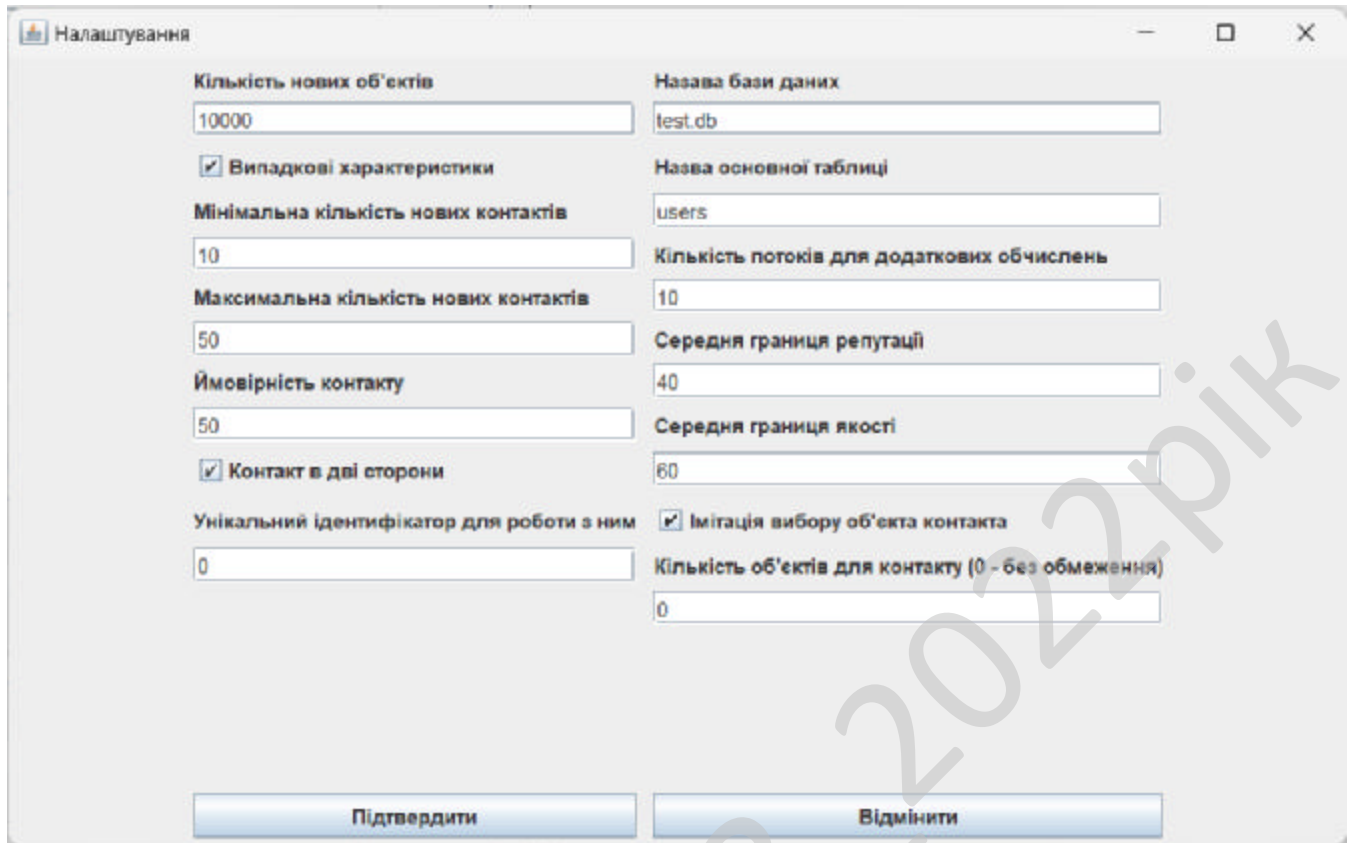 Налаштування
Кількість нових об'єктів
10000
Випадкові характеристики
Мінімальна кількість нових контактів
10
Максимальна кількість нових контактів
50
Ймовірність контакту
50
Контакт в дві сторони
Унікальний ідентифікатор для роботи з ним
0
Назава бази даних
test.db
Назва основної таблиці
users
Кількість потоків для додаткових обчислень
10
Середня границя репутації
40
Середня границя якості
60
Імітація вибору об'єкта контакта
Кількість об'єктів для контакту (0 - без обмеження)
0
Підтвердити
Відмінити
2022рік